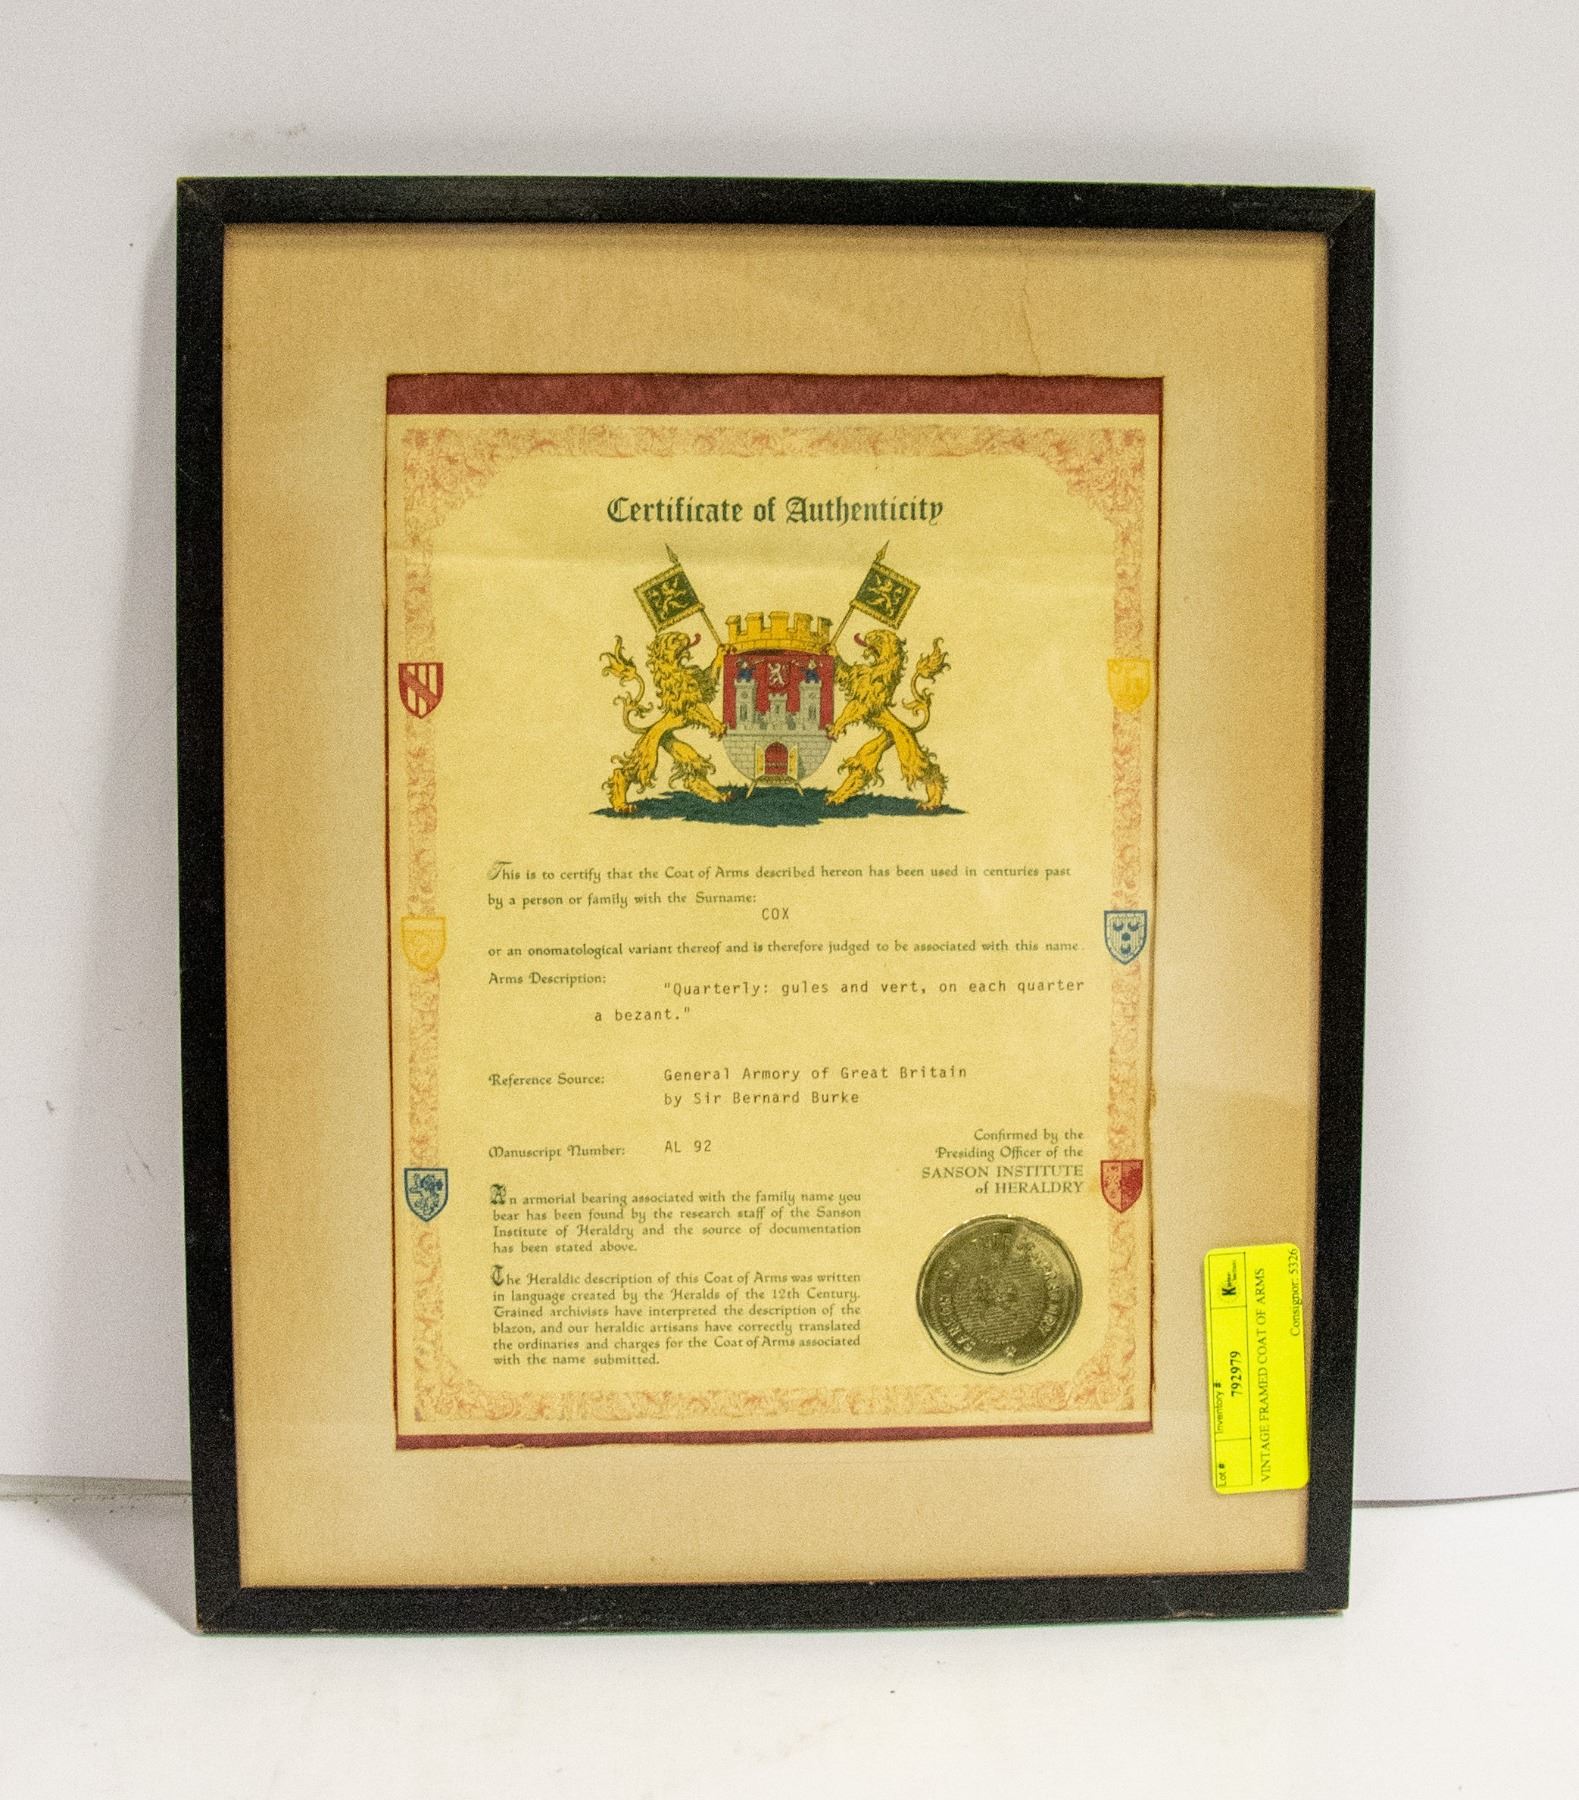 Certificate of Authenticity
This is to certify that the Coat of Arms described hereon has been used in centuries past
by a person or family with the Surname:
COX
or an onomatological variant thereof and is therefore judged to be associated with this name.
Arms Description: "Quarterly: gules and vert, on each quarter
a bezant."
Reference Source: General Armory of Great Britain
by Sir Bernard Burke
Manuscript Number: AL 92
Confirmed by the
Presiding Officer of the
SANSON INSTITUTE
of HERALDRY
An armorial bearing associated with the family name you
bear has been found by the research staff of the Sanson
Institute of Heraldry and the source of documentation
has been stated above.
The Heraldic description of this Coat of Arms was written
in language created by the Heralds of the 12th Century.
Trained archivists have interpreted the description of the
blazon, and our heraldic artisans have correctly translated
the ordinaries and charges for the Coat of Arms associated
with the name submitted.
Lot #
Inventory #
792979
VINTAGE FRAMED COAT OF ARMS
Consignor: 5326